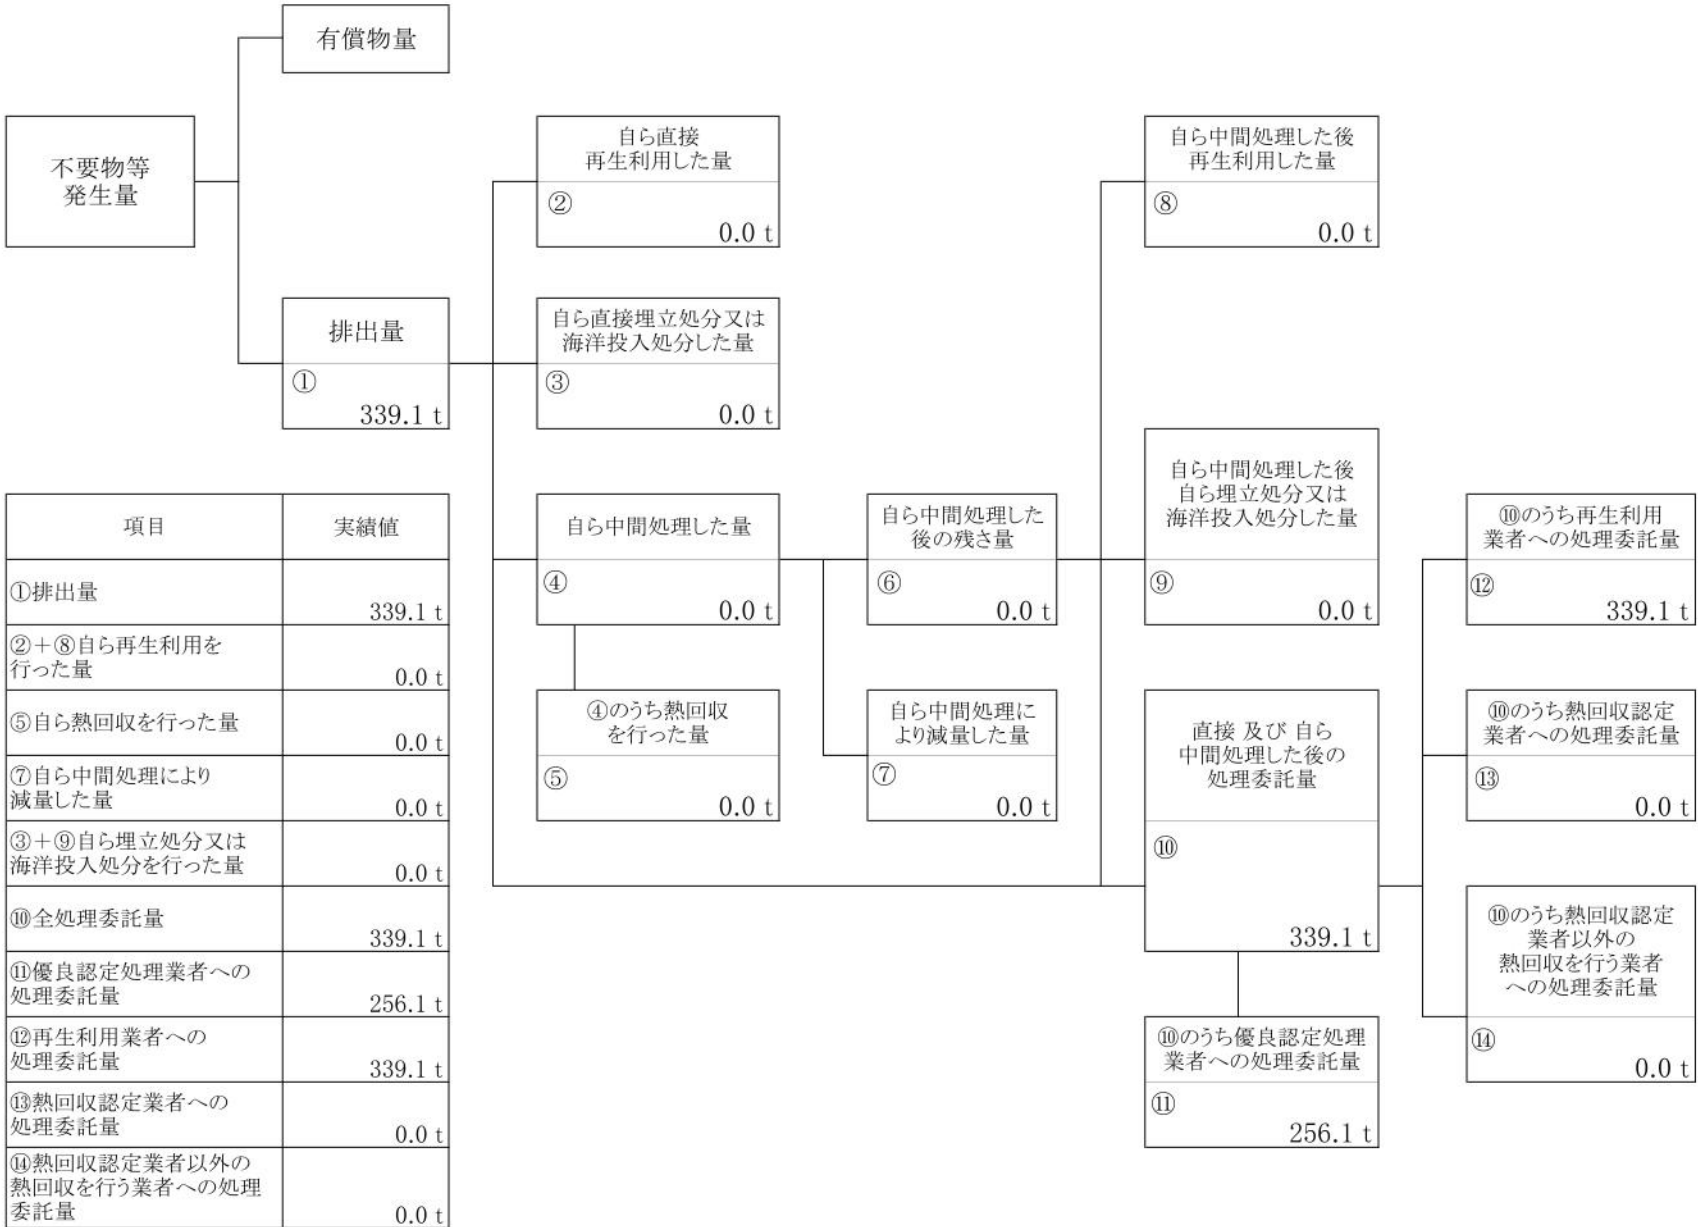 有償物量
不要物等
発生量
自ら直接
再生利用した量
②
0.0 t
自ら中間処理した後
再生利用した量
⑧
0.0 t
排出量
①
339.1 t
自ら直接埋立処分又は
海洋投入処分した量
③
0.0 t
自ら中間処理した量
④
0.0 t
自ら中間処理した
後の残さ量
⑥
0.0 t
自ら中間処理した後
自ら埋立処分又は
海洋投入処分した量
⑨
0.0 t
⑩のうち再生利用
業者への処理委託量
⑫
339.1 t
④のうち熱回収
を行った量
⑤
0.0 t
自ら中間処理に
より減量した量
⑦
0.0 t
直接 及び 自ら
中間処理した後の
処理委託量
⑩
339.1 t
⑩のうち熱回収認定
業者への処理委託量
⑬
0.0 t
⑩のうち熱回収認定
業者以外の
熱回収を行う業者
への処理委託量
⑭
0.0 t
⑩のうち優良認定処理
業者への処理委託量
⑪
256.1 t
項目 実績値
①排出量
339.1 t
②＋⑧自ら再生利用を
行った量
0.0 t
⑤自ら熱回収を行った量
0.0 t
⑦自ら中間処理により
減量した量
0.0 t
③＋⑨自ら埋立処分又は
海洋投入処分を行った量
0.0 t
⑩全処理委託量
339.1 t
⑪優良認定処理業者への
処理委託量
256.1 t
⑫再生利用業者への
処理委託量
339.1 t
⑬熱回収認定業者への
処理委託量
0.0 t
⑭熱回収認定業者以外の
熱回収を行う業者への処理
委託量
0.0 t